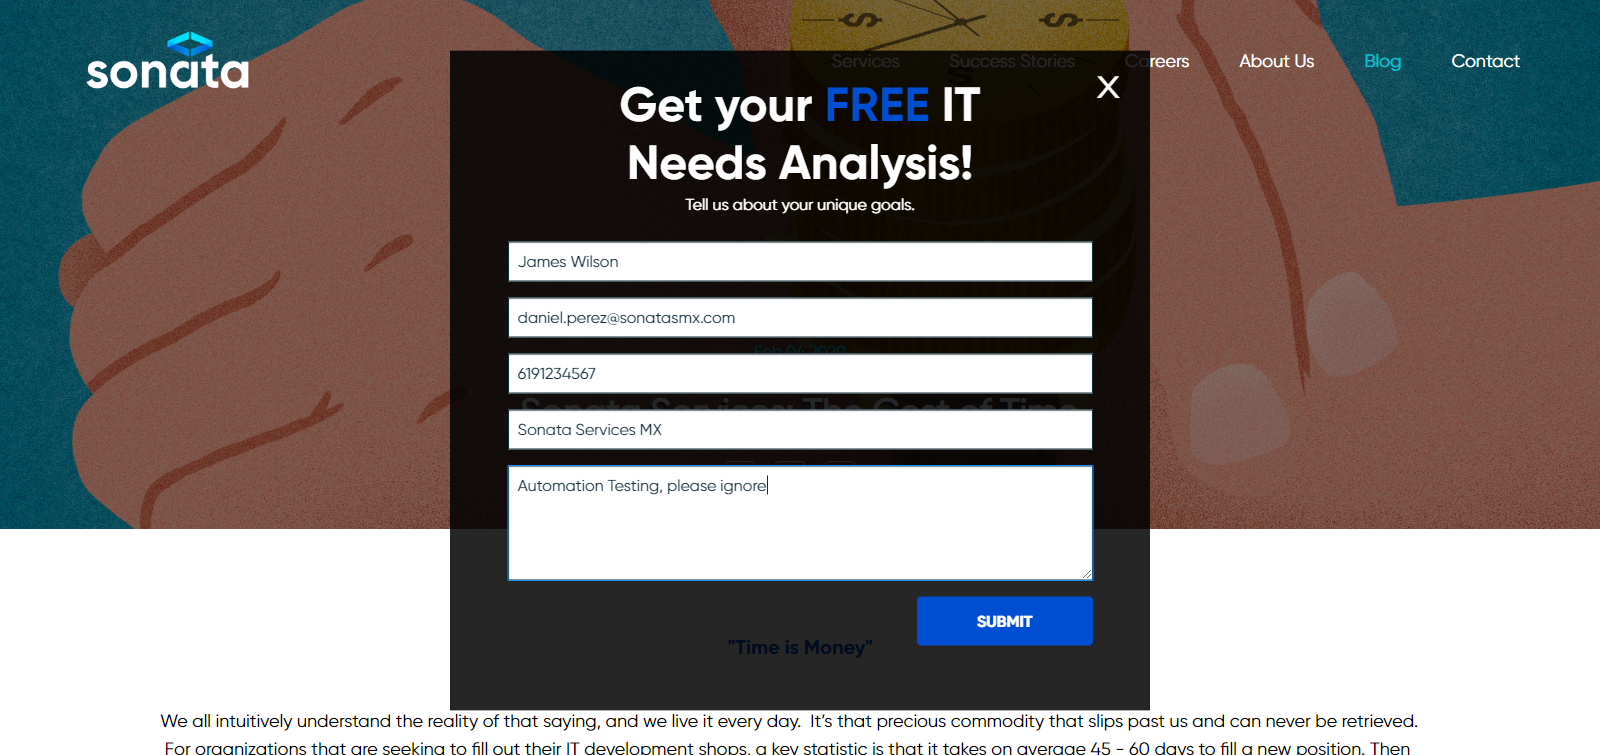 sonata
Services Success Stories Careers About Us Blog Contact
X
Get your FREE IT
Needs Analysis!
Tell us about your unique goals.
James Wilson
daniel.perez@sonatasmx.com
Feb 04 2020
6191234567
Sonata Services: The Cost of Time
Sonata Services MX
Automation Testing, please ignore
SUBMIT
"Time is Money"
We all intuitively understand the reality of that saying, and we live it every day.  It’s that precious commodity that slips past us and can never be retrieved.
For organizations that are seeking to fill out their IT development shops, a key statistic is that it takes on average 45 - 60 days to fill a new position. Then